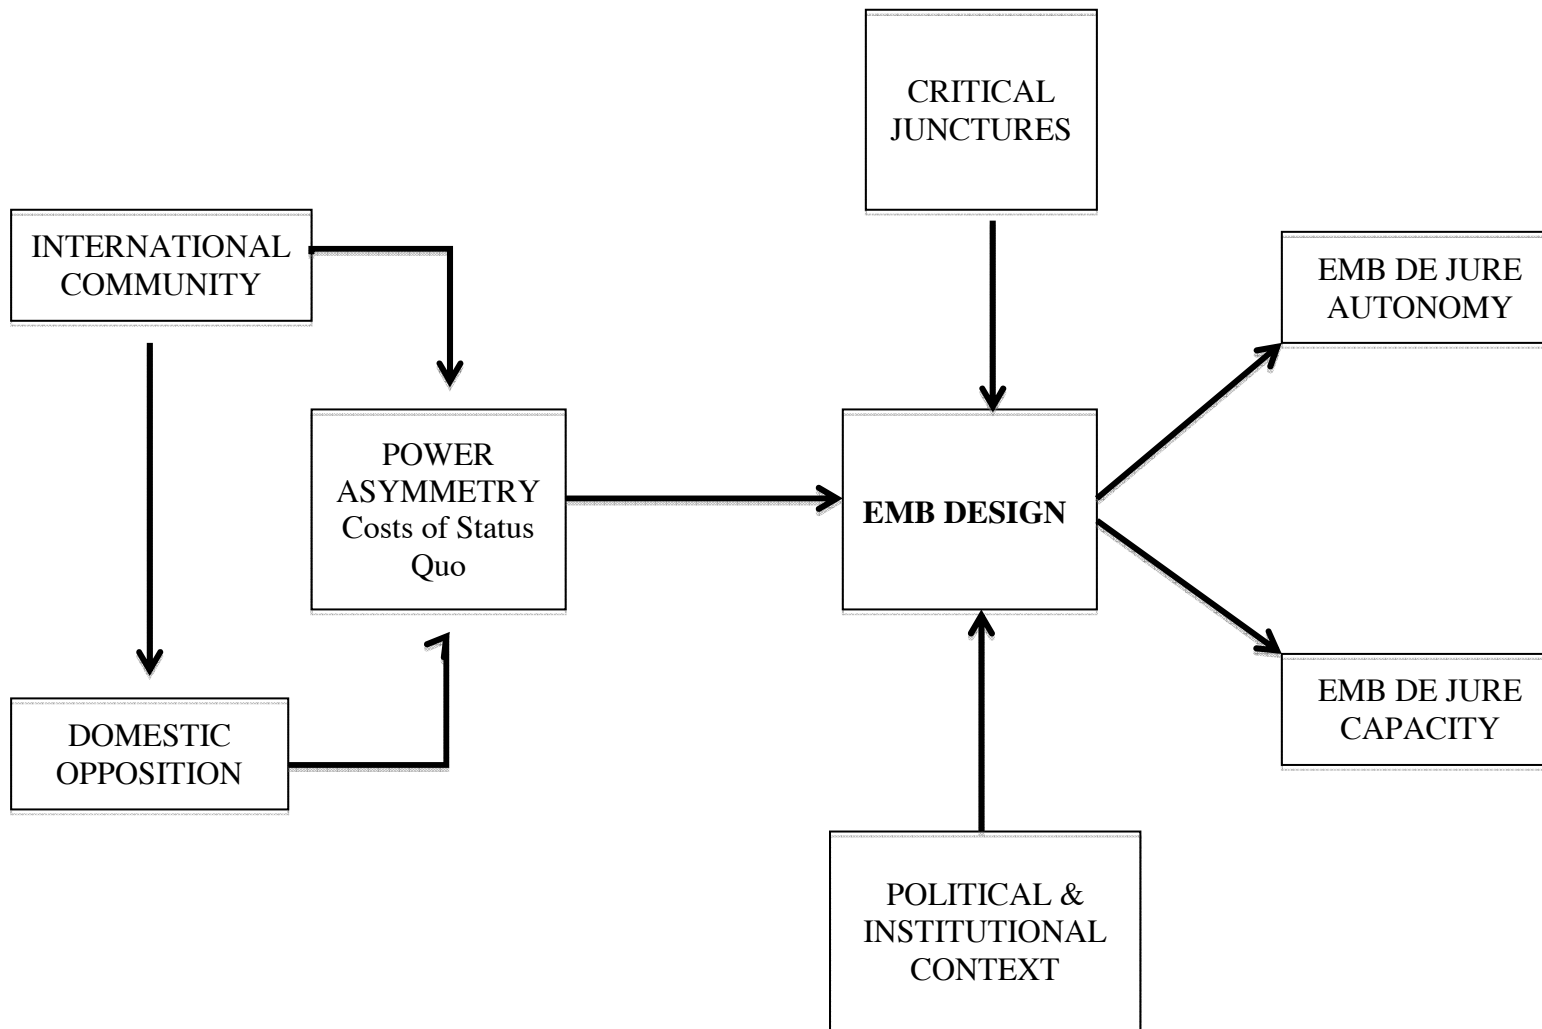 CRITICAL
JUNCTURES
INTERNATIONAL
COMMUNITY
EMB DE JURE
AUTONOMY
POWER
ASYMMETRY
Costs of Status
Quo
EMB DESIGN
DOMESTIC
OPPOSITION
EMB DE JURE
CAPACITY
POLITICAL &
INSTITUTIONAL
CONTEXT